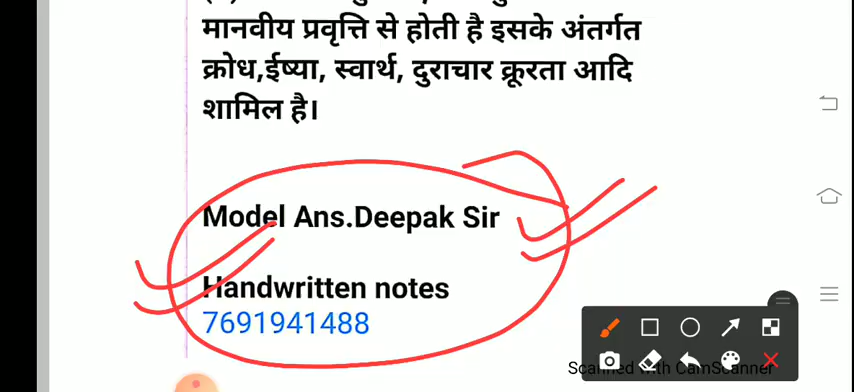 मानवीय प्रवृत्ति से होती है इसके अंतर्गत
क्रोध,ईष्या, स्वार्थ, दुराचार क्रूरता आदि
शामिल है।
Model Ans.Deepak Sir
Handwritten notes
7691941488
Scanned with CamScanner